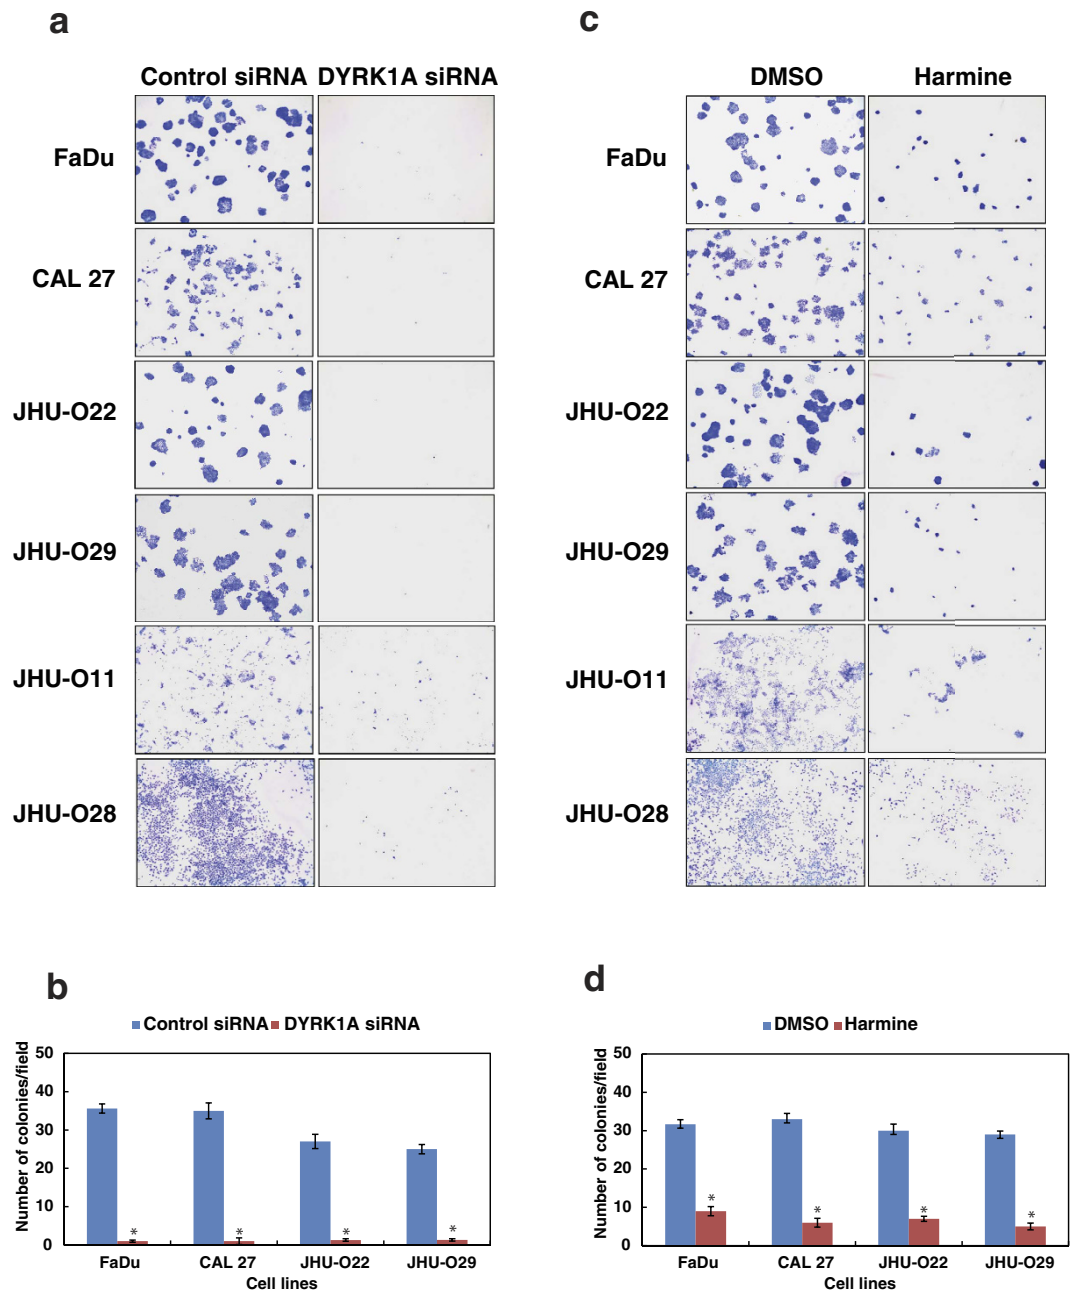 a
Control siRNA DYRK1A siRNA
FaDu
CAL 27
JHU-O22
JHU-O29
JHU-O11
JHU-O28
c
DMSO Harmine
FaDu
CAL 27
JHU-O22
JHU-O29
JHU-O11
JHU-O28
b
Control siRNA DYRK1A siRNA
Number of colonies/field
50
40
30
20
10
0
* * * *
FaDu CAL 27 JHU-O22 JHU-O29
Cell lines
d
DMSO Harmine
Number of colonies/field
50
40
30
20
10
0
* * * *
FaDu CAL 27 JHU-O22 JHU-O29
Cell lines